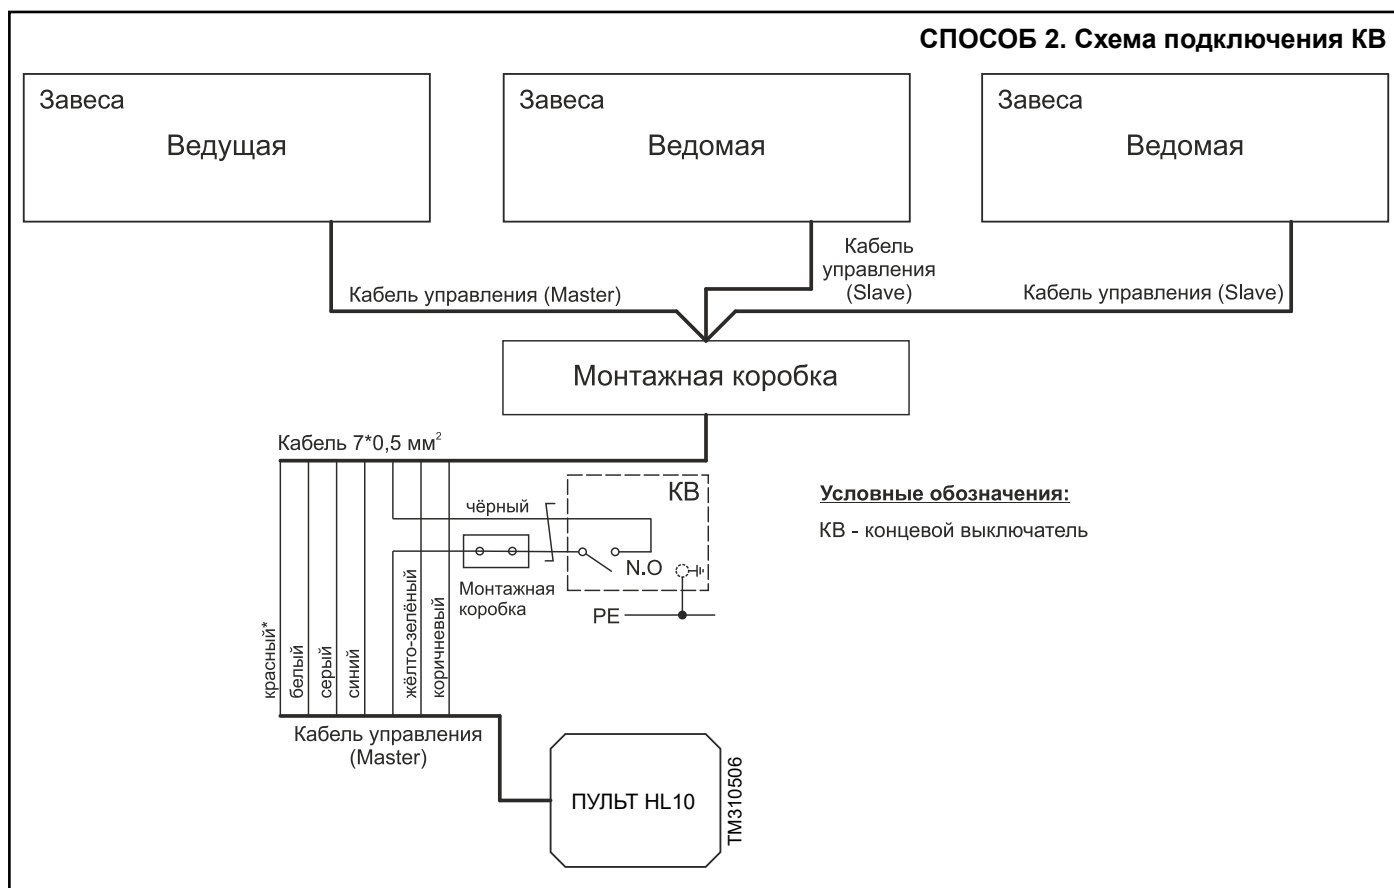 СПОСОБ 2. Схема подключения КВ
Завеса
Ведущая
Завеса
Ведомая
Завеса
Ведомая
Кабель управления (Master)
Кабель
управления
(Slave)
Кабель управления (Slave)
Монтажная коробка
Кабель 7*0,5 мм²
чёрный
КВ
N.O
Монтажная
коробка
PE
Условные обозначения:
КВ - концевой выключатель
красный*
белый
серый
синий
жёлто-зелёный
коричневый
Кабель управления
(Master)
ПУЛЬТ HL10
TM310506